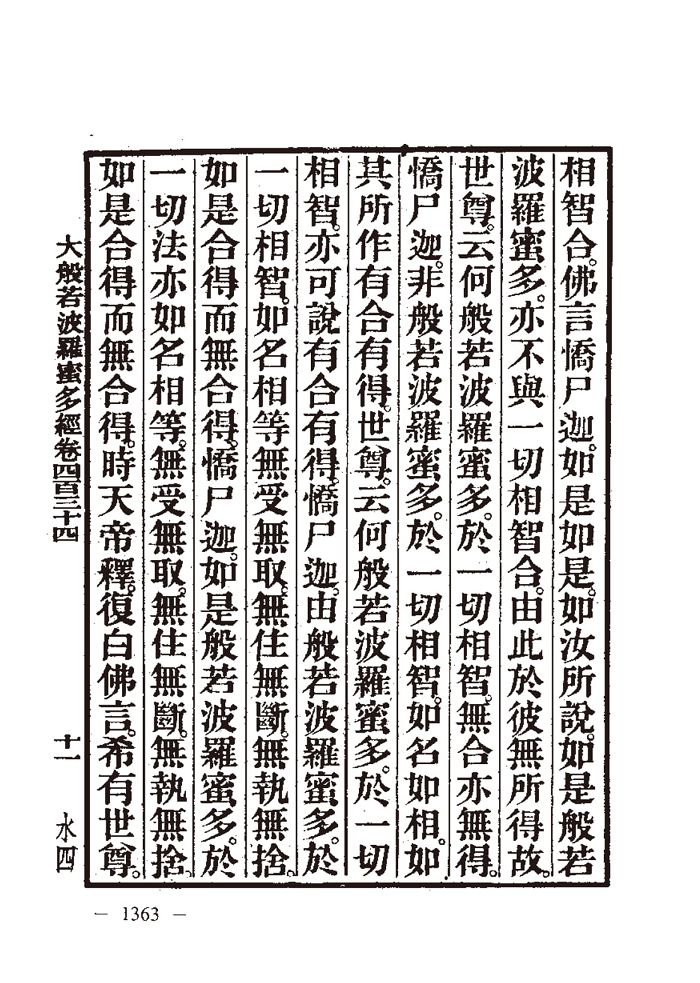 相智合。佛言憍尸迦。如是如是。如汝所說。如是般若
波羅蜜多。亦不與一切相智合。由此於彼無所得故。
世尊。云何般若波羅蜜多。於一切相智。無合亦無得。
憍尸迦。非般若波羅蜜多。於一切相智。如名如相。如
其所作有合有得。世尊。云何般若波羅蜜多。於一切
相智。亦可說有合有得。憍尸迦。由般若波羅蜜多。於
一切相智。如名相等無受無取。無住無斷。無執無捨。
如是合得而無合得。憍尸迦。如是般若波羅蜜多。於
一切法亦如名相等。無受無取。無住無斷。無執無捨。
如是合得而無合得。時天帝釋。復白佛言。希有世尊。
大般若波羅蜜多經卷四百三十四
十一
水四
— 1363 —